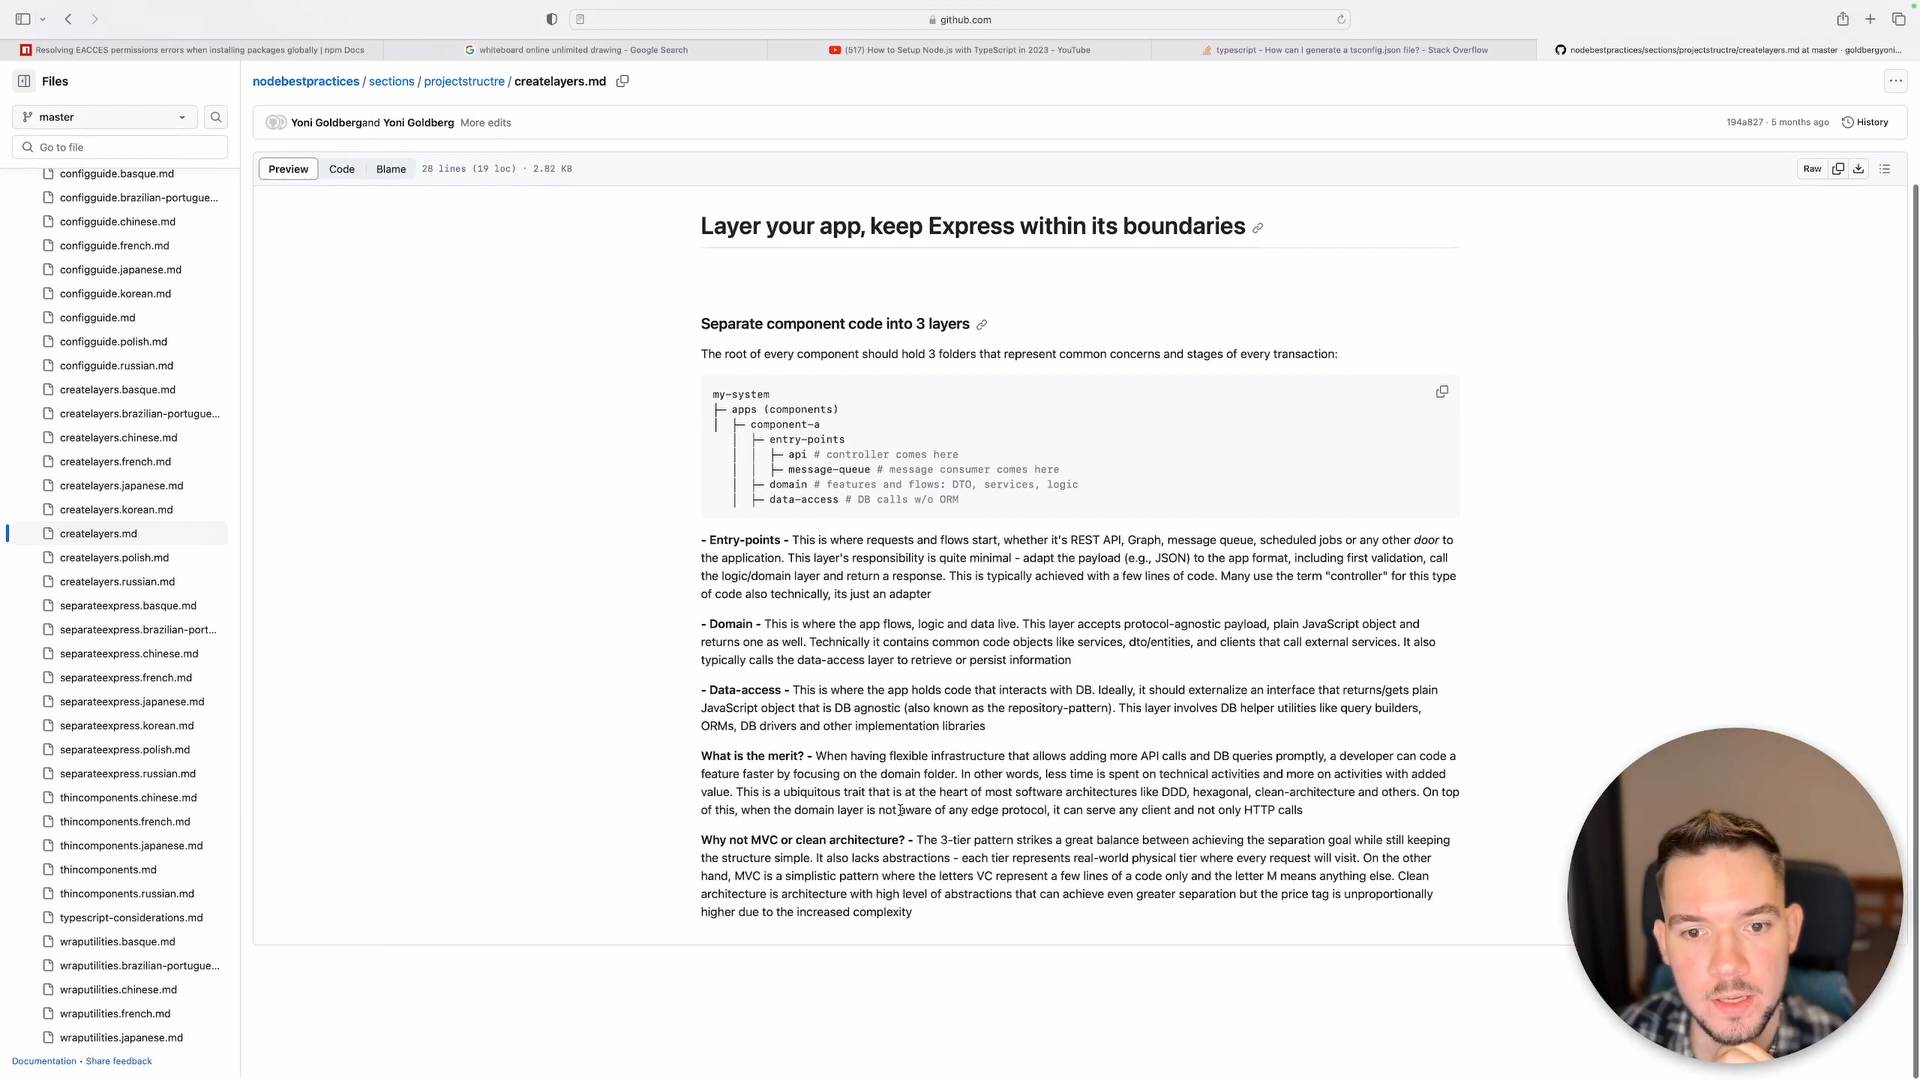 github.com
Resolving EACCES permissions errors when installing packages globally | npm Docs
whiteboard online unlimited drawing - Google Search
(517) How to Setup Node.js with TypeScript in 2023 - YouTube
typescript - How can I generate a tsconfig.json file? - Stack Overflow
nodebestpractices/sections/projectstructre/createlayers.md at master · goldbergyoni...
Files
nodebestpractices / sections / projectstructre / createlayers.md
master
Go to file
Yoni Goldbergand Yoni Goldberg More edits
194a827 · 5 months ago
History
Preview
Code
Blame
28 lines (19 loc) · 2.82 KB
Raw
configguide.basque.md
configguide.brazilian-portugue...
configguide.chinese.md
configguide.french.md
configguide.japanese.md
configguide.korean.md
configguide.md
configguide.polish.md
configguide.russian.md
createlayers.basque.md
createlayers.brazilian-portugue...
createlayers.chinese.md
createlayers.french.md
createlayers.japanese.md
createlayers.korean.md
createlayers.md
createlayers.polish.md
createlayers.russian.md
separateexpress.basque.md
separateexpress.brazilian-port...
separateexpress.chinese.md
separateexpress.french.md
separateexpress.japanese.md
separateexpress.korean.md
separateexpress.polish.md
separateexpress.russian.md
thincomponents.chinese.md
thincomponents.french.md
thincomponents.japanese.md
thincomponents.md
thincomponents.russian.md
typescript-considerations.md
wraputilities.basque.md
wraputilities.brazilian-portugue...
wraputilities.chinese.md
wraputilities.french.md
wraputilities.japanese.md
Documentation • Share feedback
Layer your app, keep Express within its boundaries
Separate component code into 3 layers
The root of every component should hold 3 folders that represent common concerns and stages of every transaction:
my-system
├─ apps (components)
│  ├─ component-a
│  ├─ entry-points
│  │  ├─ api # controller comes here
│  │  ├─ message-queue # message consumer comes here
│  ├─ domain # features and flows: DTO, services, logic
│  ├─ data-access # DB calls w/o ORM
- Entry-points - This is where requests and flows start, whether it's REST API, Graph, message queue, scheduled jobs or any other door to
the application. This layer's responsibility is quite minimal - adapt the payload (e.g., JSON) to the app format, including first validation, call
the logic/domain layer and return a response. This is typically achieved with a few lines of code. Many use the term "controller" for this type
of code also technically, its just an adapter
- Domain - This is where the app flows, logic and data live. This layer accepts protocol-agnostic payload, plain JavaScript object and
returns one as well. Technically it contains common code objects like services, dto/entities, and clients that call external services. It also
typically calls the data-access layer to retrieve or persist information
- Data-access - This is where the app holds code that interacts with DB. Ideally, it should externalize an interface that returns/gets plain
JavaScript object that is DB agnostic (also known as the repository-pattern). This layer involves DB helper utilities like query builders,
ORMs, DB drivers and other implementation libraries
What is the merit? - When having flexible infrastructure that allows adding more API calls and DB queries promptly, a developer can code a
feature faster by focusing on the domain folder. In other words, less time is spent on technical activities and more on activities with added
value. This is a ubiquitous trait that is at the heart of most software architectures like DDD, hexagonal, clean-architecture and others. On top
of this, when the domain layer is not aware of any edge protocol, it can serve any client and not only HTTP calls
Why not MVC or clean architecture? - The 3-tier pattern strikes a great balance between achieving the separation goal while still keeping
the structure simple. It also lacks abstractions - each tier represents real-world physical tier where every request will visit. On the other
hand, MVC is a simplistic pattern where the letters VC represent a few lines of a code only and the letter M means anything else. Clean
architecture is architecture with high level of abstractions that can achieve even greater separation but the price tag is unproportionally
higher due to the increased complexity